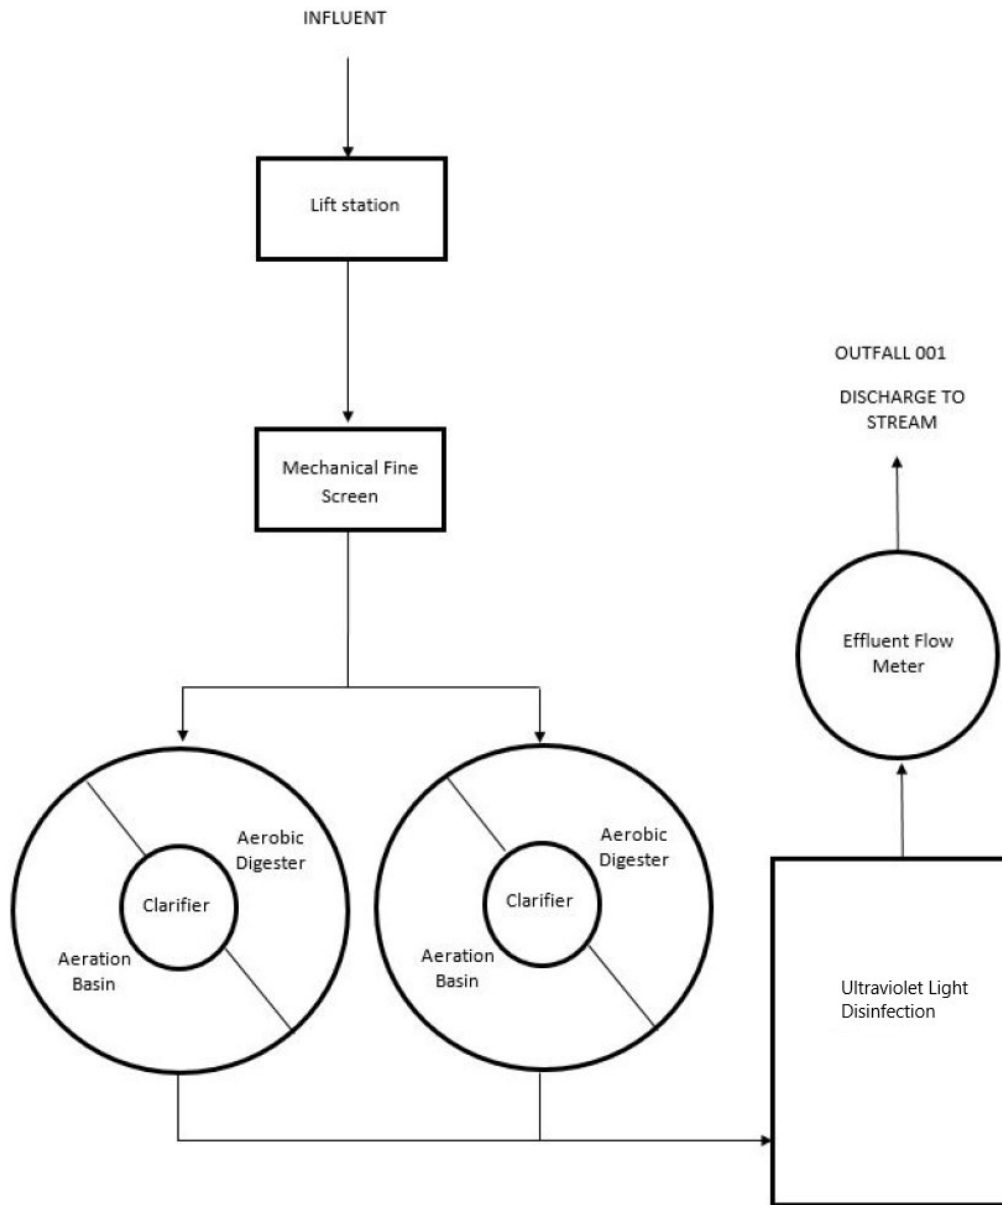 INFLUENT
Lift station
Mechanical Fine
Screen
OUTFALL 001
DISCHARGE TO
STREAM
Effluent Flow
Meter
Aerobic
Digester
Clarifier
Aeration
Basin
Aerobic
Digester
Clarifier
Aeration
Basin
Ultraviolet Light
Disinfection